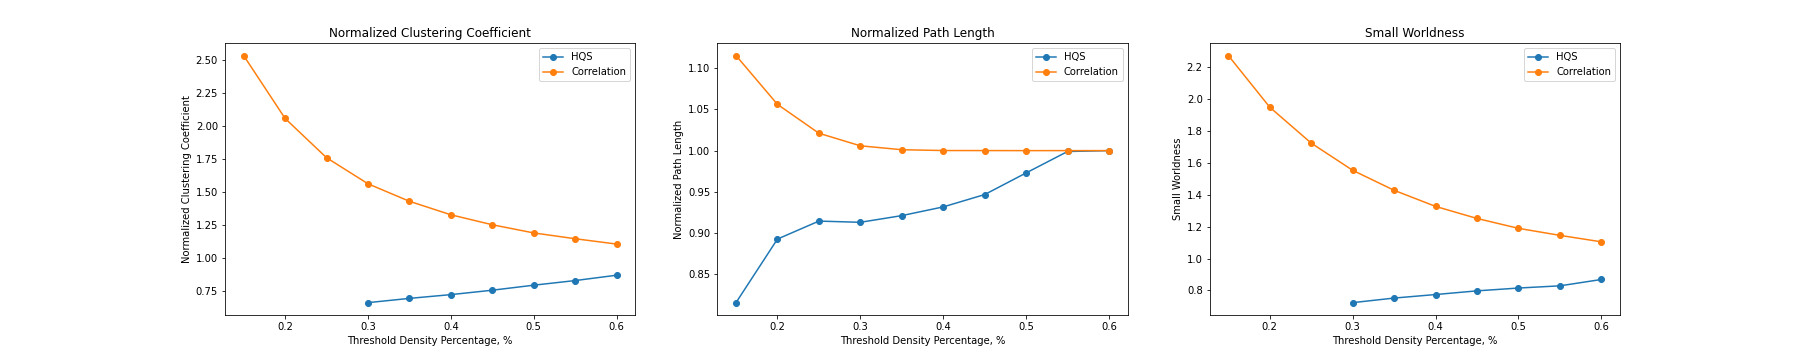 Normalized Clustering Coefficient
HQS
Correlation
Normalized Clustering Coefficient
2.50
2.25
2.00
1.75
1.50
1.25
1.00
0.75
0.2 0.3 0.4 0.5 0.6
Threshold Density Percentage, %
Normalized Path Length
HQS
Correlation
Normalized Path Length
1.10
1.05
1.00
0.95
0.90
0.85
0.2 0.3 0.4 0.5 0.6
Threshold Density Percentage, %
Small Worldness
HQS
Correlation
Small Worldness
2.2
2.0
1.8
1.6
1.4
1.2
1.0
0.8
0.2 0.3 0.4 0.5 0.6
Threshold Density Percentage, %